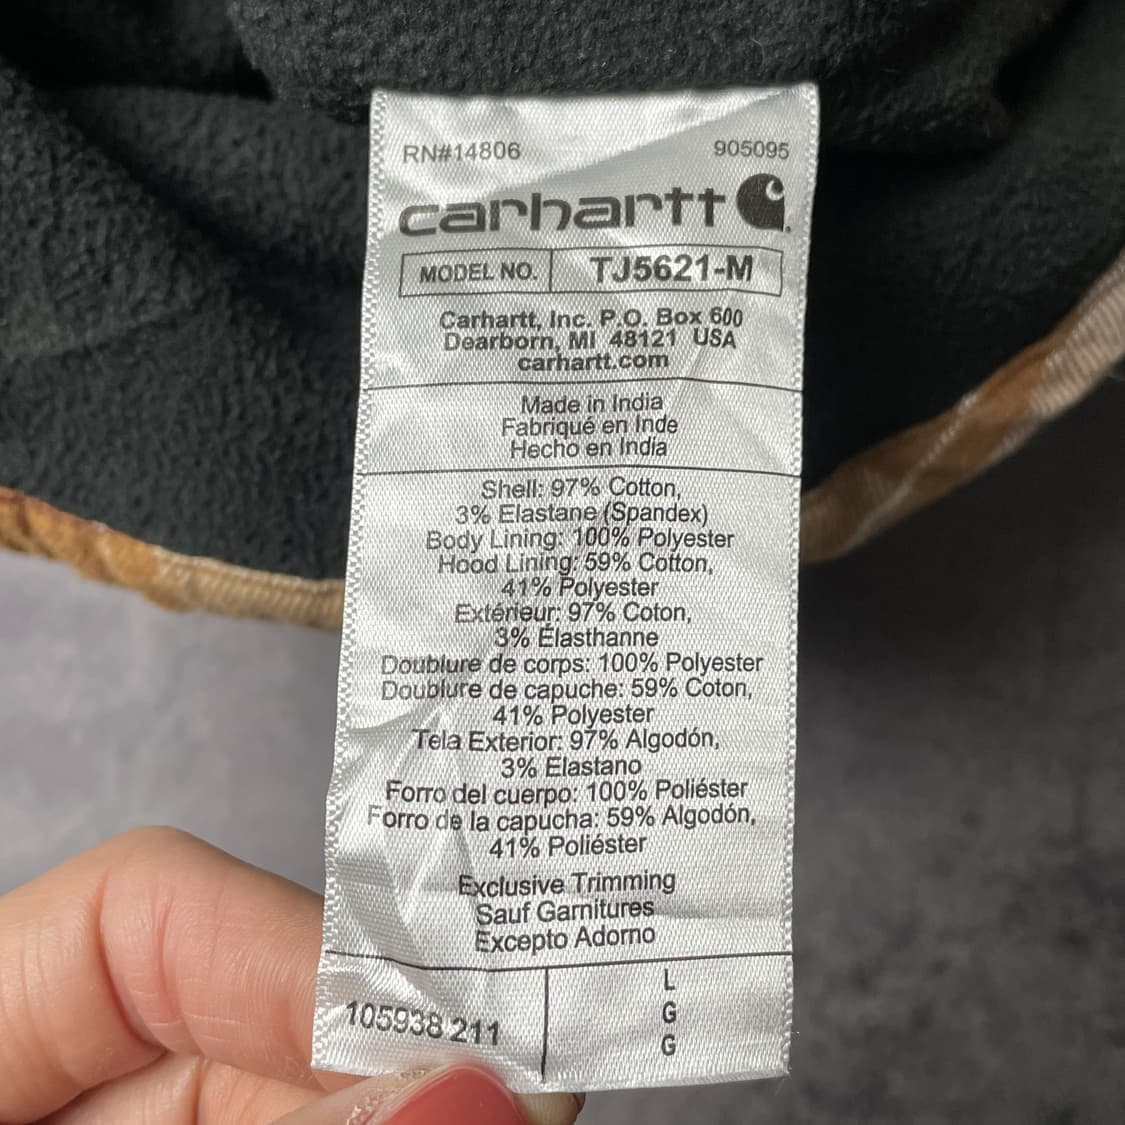 RN#14806 905095
carhartt
MODEL NO. TJ5621-M
Carhartt, Inc. P.O. Box 600
Dearborn, MI 48121 USA
carhartt.com
Made in India
Fabriqué en Inde
Hecho en India
Shell: 97% Cotton,
3% Elastane (Spandex)
Body Lining: 100% Polyester
Hood Lining: 59% Cotton,
41% Polyester
Extérieur: 97% Coton,
3% Élasthanne
Doublure de corps: 100% Polyester
Doublure de capuche: 59% Coton,
41% Polyester
Tela Exterior: 97% Algodón,
3% Elastano
Forro del cuerpo: 100% Poliéster
Forro de la capucha: 59% Algodón,
41% Poliéster
Exclusive Trimming
Sauf Garnitures
Excepto Adorno
105938 211
L
G
G